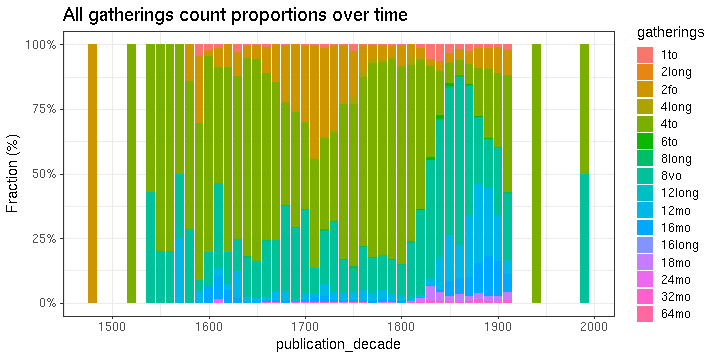 All gatherings count proportions over time
Fraction (%)
100%
75%
50%
25%
0%
1500
1600
1700
1800
1900
2000
publication_decade
gatherings
1to
2long
2fo
4long
4to
6to
8long
8vo
12long
12mo
16mo
16long
18mo
24mo
32mo
64mo